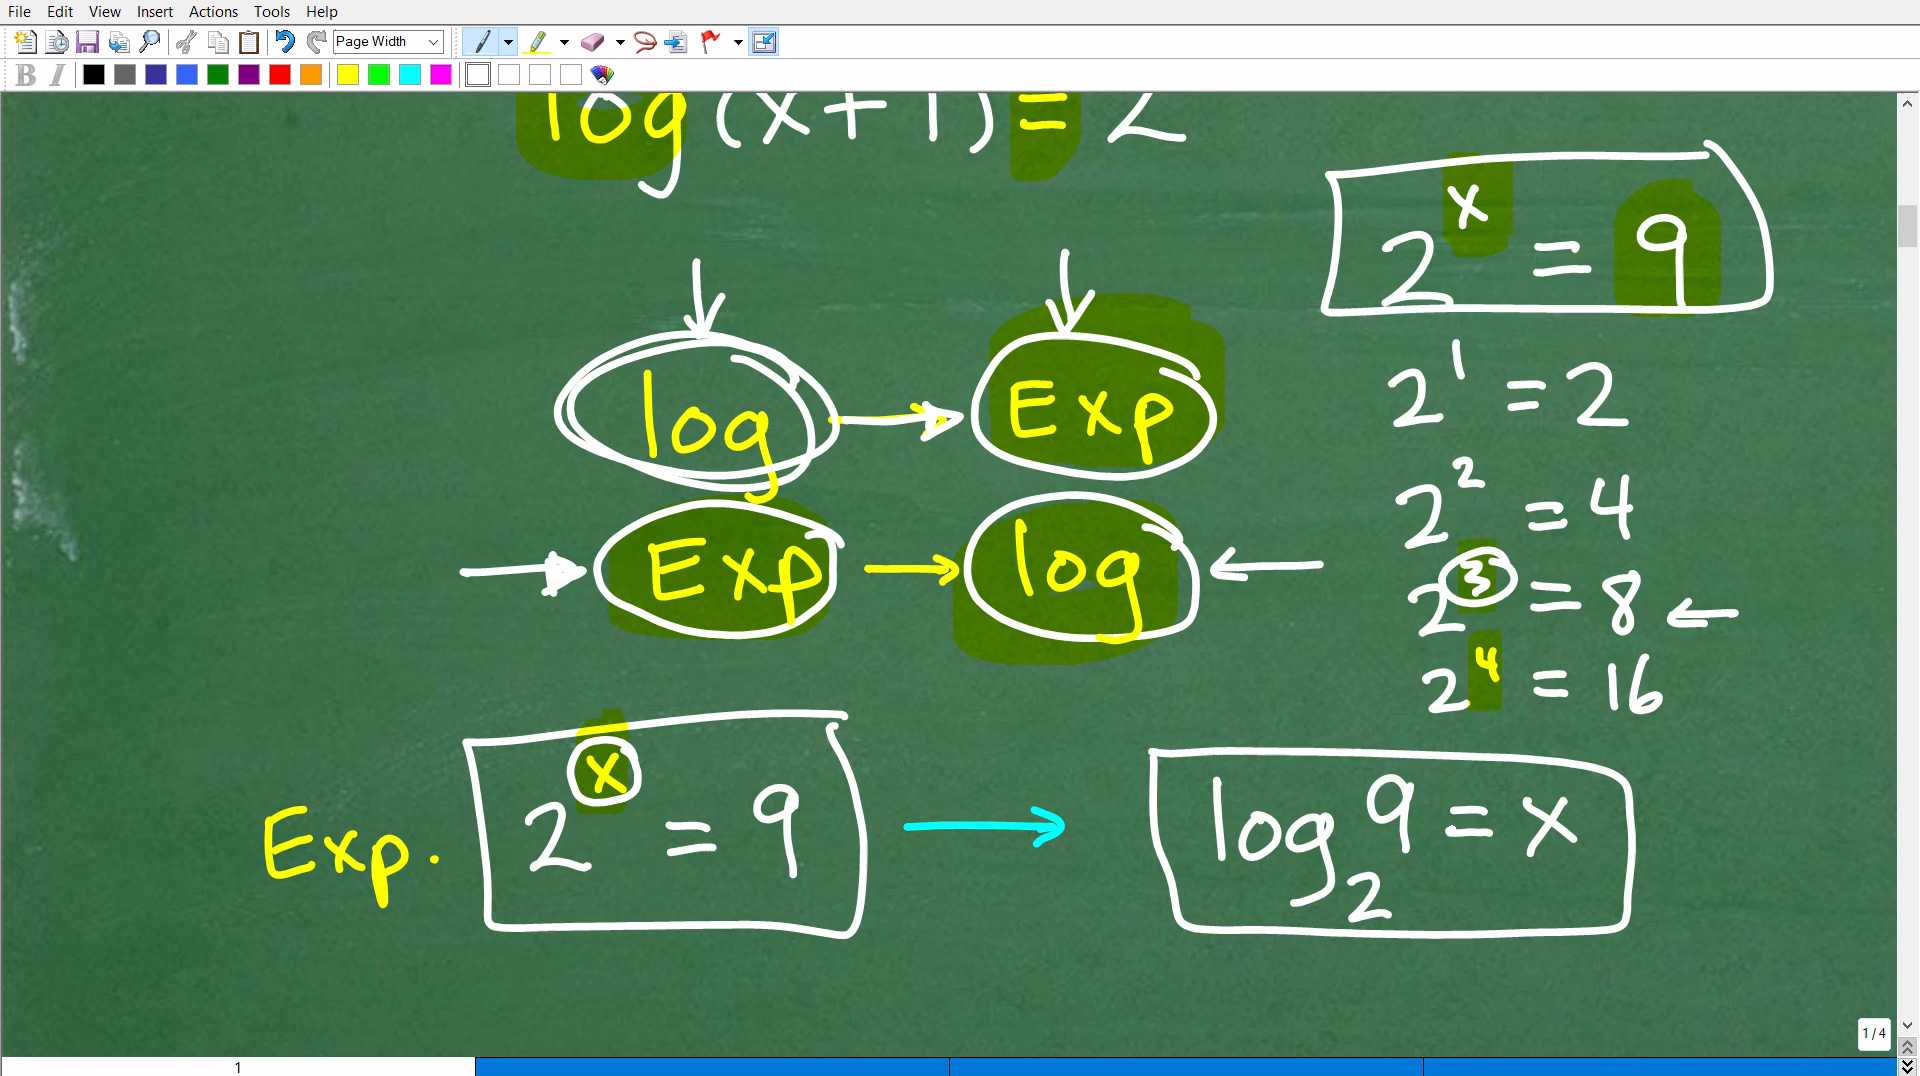 File Edit View Insert Actions Tools Help
Page Width
B I
log (x+1) = 2
2^x = 9
log → Exp
2^1 = 2
2^2 = 4
Exp → log
2^3 = 8
2^4 = 16
Exp. 2^x = 9 → log_2 9 = x
1 / 4
1